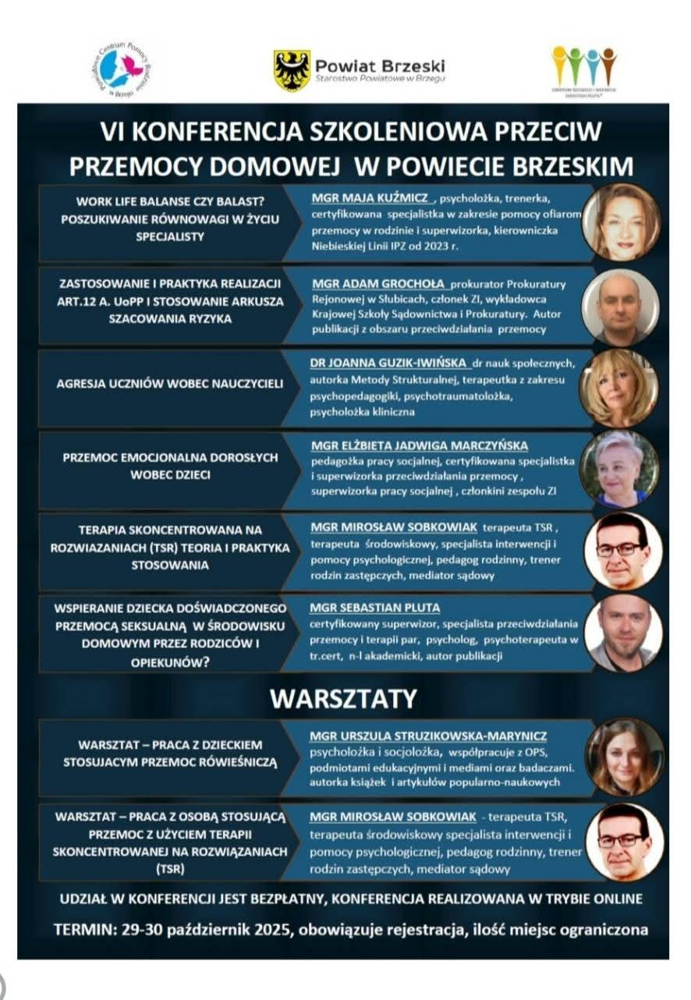 Powiatowe Centrum Pomocy Rodzinie
w Brzegu
Powiat Brzeski
Starostwo Powiatowe w Brzegu
CENTRUM ROZWOJU I WSPARCIA
SEBASTIAN PLUTA®
VI KONFERENCJA SZKOLENIOWA PRZECIW
PRZEMOCY DOMOWEJ W POWIECIE BRZESKIM
WORK LIFE BALANSE CZY BALAST?
POSZUKIWANIE RÓWNOWAGI W ŻYCIU
SPECJALISTY
MGR MAJA KUŹMICZ , psycholożka, trenerka,
certyfikowana specjalistka w zakresie pomocy ofiarom
przemocy w rodzinie i superwizorka, kierowniczka
Niebieskiej Linii IPZ od 2023 r.
ZASTOSOWANIE I PRAKTYKA REALIZACJI
ART.12 A. UoPP I STOSOWANIE ARKUSZA
SZACOWANIA RYZYKA
MGR ADAM GROCHOŁA prokurator Prokuratury
Rejonowej w Słubicach, członek ZI, wykładowca
Krajowej Szkoły Sądownictwa i Prokuratury. Autor
publikacji z obszaru przeciwdziałania przemocy
AGRESJA UCZNIÓW WOBEC NAUCZYCIELI
DR JOANNA GUZIK-IWIŃSKA dr nauk społecznych,
autorka Metody Strukturalnej, terapeutka z zakresu
psychopedagogiki, psychotraumatolożka,
psycholożka kliniczna
PRZEMOC EMOCJONALNA DOROSŁYCH
WOBEC DZIECI
MGR ELŻBIETA JADWIGA MARCZYŃSKA
pedagożka pracy socjalnej, certyfikowana specjalistka
i superwizorka przeciwdziałania przemocy ,
superwizorka pracy socjalnej , członkini zespołu ZI
TERAPIA SKONCENTROWANA NA
ROZWIAZANIACH (TSR) TEORIA I PRAKTYKA
STOSOWANIA
MGR MIROSŁAW SOBKOWIAK terapeuta TSR ,
terapeuta środowiskowy, specjalista interwencji i
pomocy psychologicznej, pedagog rodzinny, trener
rodzin zastępczych, mediator sądowy
WSPIERANIE DZIECKA DOŚWIADCZONEGO
PRZEMOCĄ SEKSUALNĄ W ŚRODOWISKU
DOMOWYM PRZEZ RODZICÓW I
OPIEKUNÓW?
MGR SEBASTIAN PLUTA
certyfikowany superwizor, specjalista przeciwdziałania
przemocy i terapii par, psycholog, psychoterapeuta w
tr.cert, n-l akademicki, autor publikacji
WARSZTATY
WARSZTAT – PRACA Z DZIECKIEM
STOSUJACYM PRZEMOC RÓWIEŚNICZĄ
MGR URSZULA STRUZIKOWSKA-MARYNICZ
psycholożka i socjolożka, współpracuje z OPS,
podmiotami edukacyjnymi i mediami oraz badaczami.
autorka książek i artykułów popularno-naukowych
WARSZTAT – PRACA Z OSOBĄ STOSUJĄCĄ
PRZEMOC Z UŻYCIEM TERAPII
SKONCENTROWANEJ NA ROZWIĄZANIACH
(TSR)
MGR MIROSŁAW SOBKOWIAK - terapeuta TSR,
terapeuta środowiskowy specjalista interwencji i
pomocy psychologicznej, pedagog rodzinny, trener
rodzin zastępczych, mediator sądowy
UDZIAŁ W KONFERENCJI JEST BEZPŁATNY, KONFERENCJA REALIZOWANA W TRYBIE ONLINE
TERMIN: 29-30 październik 2025, obowiązuje rejestracja, ilość miejsc ograniczona